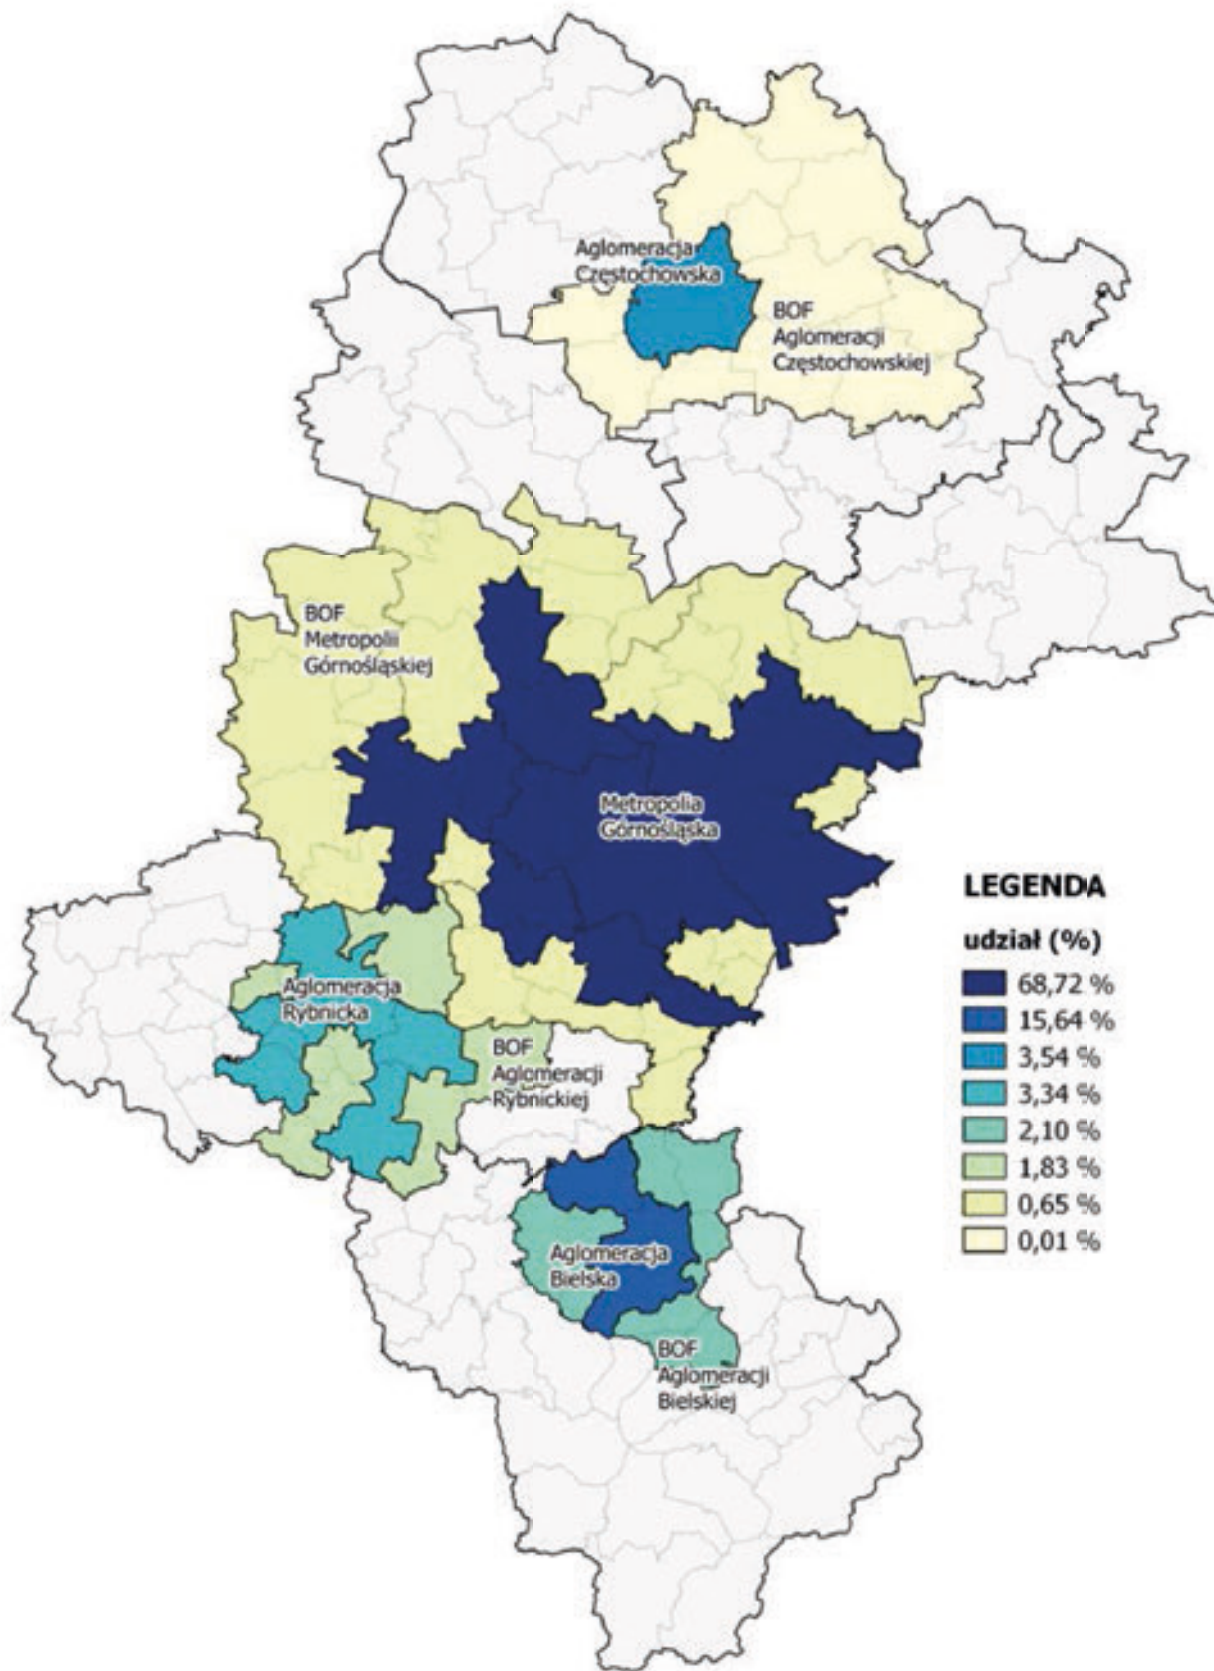 Aglomeracja
Częstochowska
BOF
Aglomeracji
Częstochowskiej
BOF
Metropolii
Górnośląskiej
Metropolia
Górnośląska
Aglomeracja
Rybnicka
BOF
Aglomeracji
Rybnickiej
Aglomeracja
Bielska
BOF
Aglomeracji
Bielskiej
LEGENDA
udział (%)
68,72 %
15,64 %
3,54 %
3,34 %
2,10 %
1,83 %
0,65 %
0,01 %